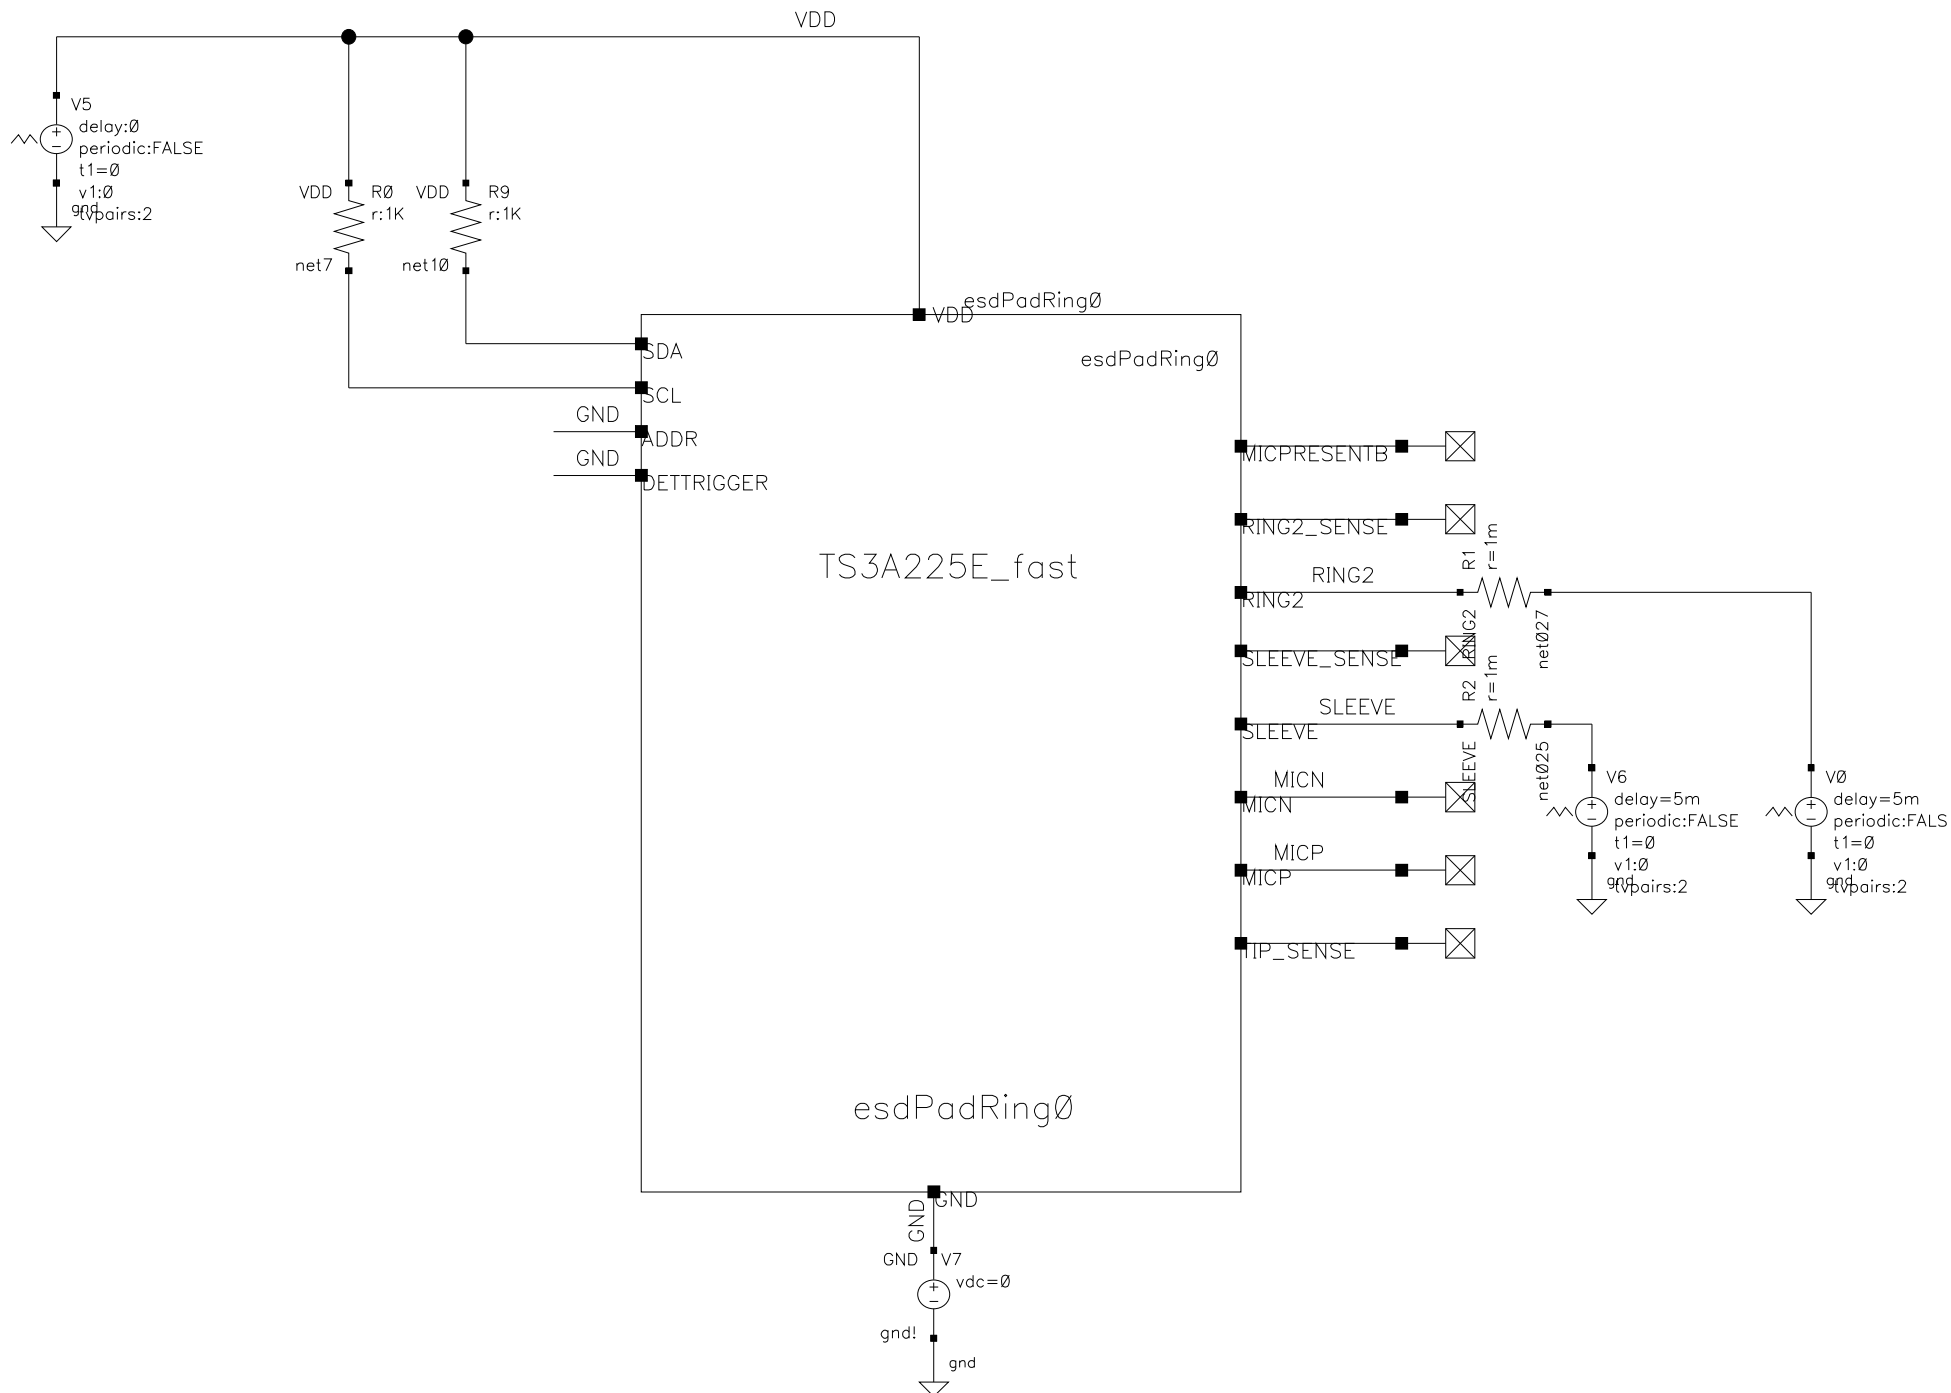 VDD
V5
delay:0
periodic:FALSE
t1=0
v1:0
gnd
tvpairs:2
VDD
R0
r:1K
net7
VDD
R9
r:1K
net10
esdPadRing0
VDD
esdPadRing0
SDA
SCL
GND
ADDR
GND
DETTRIGGER
TS3A225E_fast
esdPadRing0
MICPRESENTB
RING2_SENSE
RING2
RING2
R1
r=1m
RING2
net027
SLEEVE_SENSE
SLEEVE
SLEEVE
R2
r=1m
SLEEVE
net025
MICN
MICN
MICP
MICP
TIP_SENSE
V6
delay=5m
periodic:FALSE
t1=0
v1:0
gnd
tvpairs:2
V0
delay=5m
periodic:FALS
t1=0
v1:0
gnd
tvpairs:2
GND
GND
GND
V7
vdc=0
gnd!
gnd